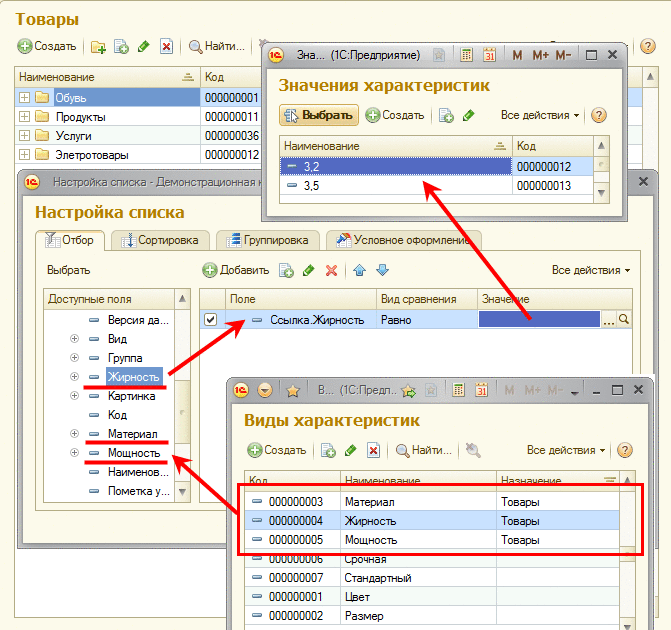 Товары
Создать Найти...
Наименование Код
Обувь 000000001
Продукты 000000011
Услуги 000000036
Элетротовары 000000012
Зна... (1С:Предприятие) M M+ M-
Значения характеристик
Выбрать Создать Все действия
Наименование Код
3,2 000000012
3,5 000000013
Настройка списка - Демонстрационная
Настройка списка
Отбор Сортировка Группировка Условное оформление
Выбрать Добавить Все действия
Доступные поля
Версия да...
Вид
Группа
Жирность
Картинка
Код
Материал
Мощность
Наименов...
Пометка у...
Поле Вид сравнения Значение
Ссылка.Жирность Равно ...
В... (1С:Предп... M M+ M-
Виды характеристик
Создать Найти... Все действия
Код Наименование Назначение
000000003 Материал Товары
000000004 Жирность Товары
000000005 Мощность Товары
000000006 Срочная
000000007 Стандартный
000000001 Цвет
000000002 Размер